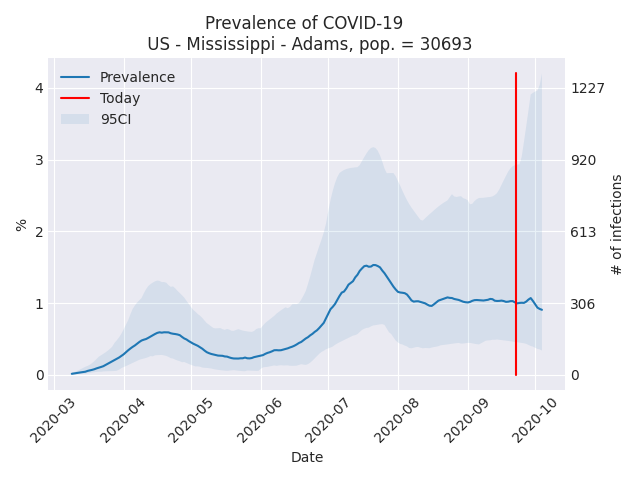 Prevalence of COVID-19
US - Mississippi - Adams, pop. = 30693
Prevalence
Today
95CI
4
3
2
1
0
%
1227
920
613
306
0
# of infections
2020-03
2020-04
2020-05
2020-06
2020-07
2020-08
2020-09
2020-10
Date